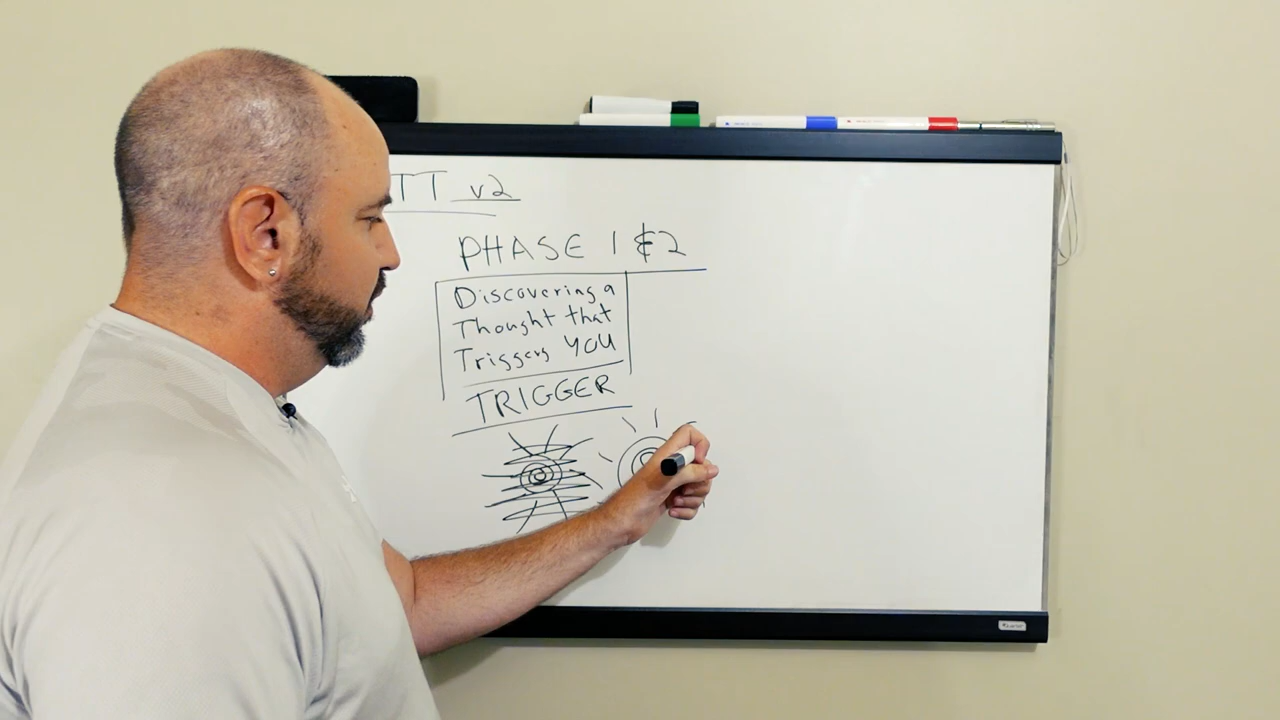 TT v2
PHASE 1 & 2
Discovering a
Thought that
Triggers YOU
TRIGGER